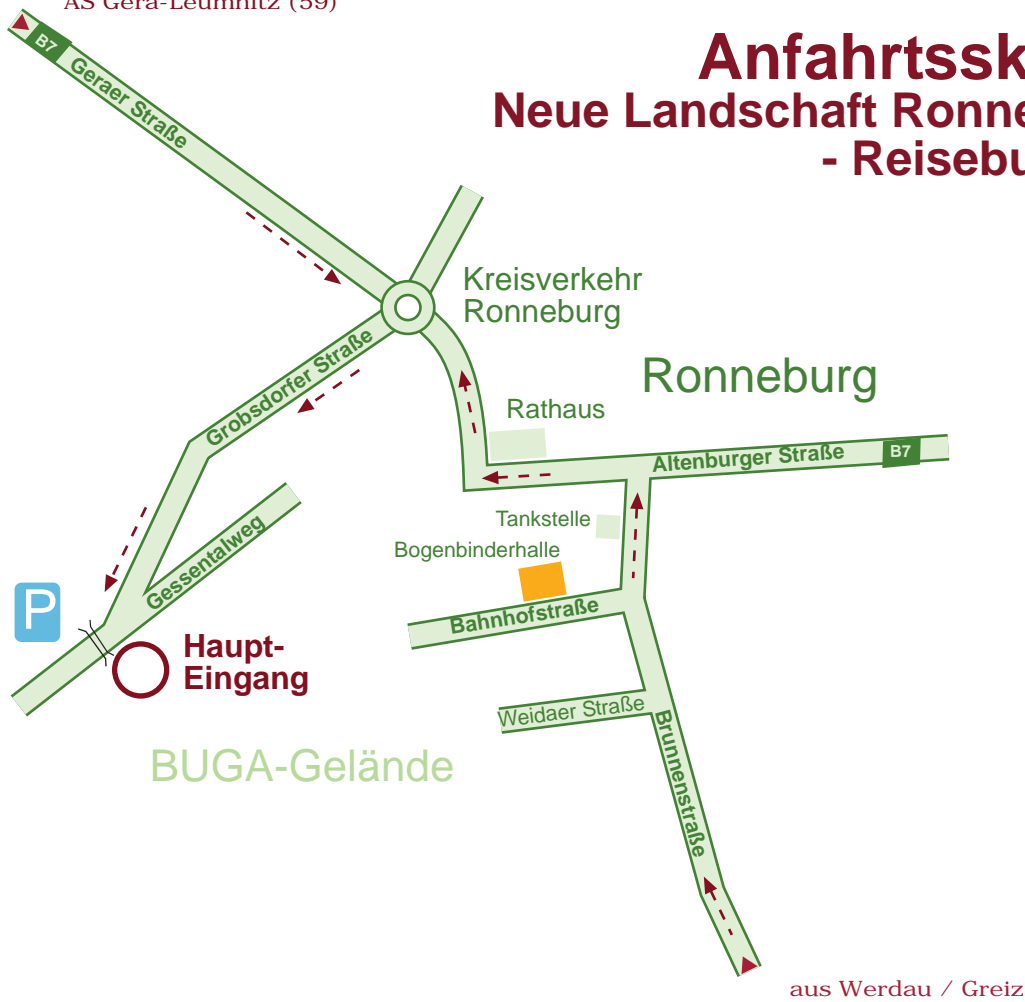 AS Gera-Leumnitz (59)
B7
Geraer Straße
Anfahrtssk
Neue Landschaft Ronne
- Reisebu
Kreisverkehr
Ronneburg
Grobsdorfer Straße
Ronneburg
Rathaus
Altenburger Straße
B7
Tankstelle
Bogenbinderhalle
Gessentalweg
P
Bahnhofstraße
Haupt-
Eingang
Weidaer Straße
Brunnenstraße
BUGA-Gelände
aus Werdau / Greiz